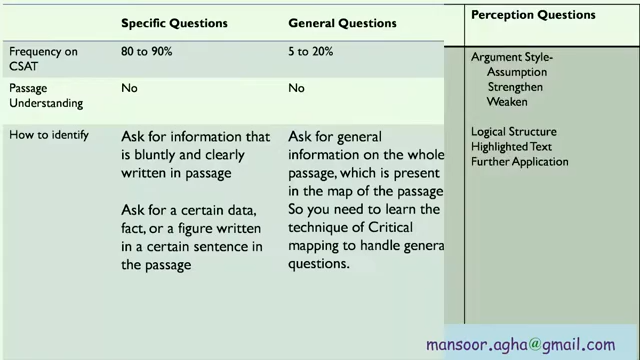 Specific Questions
General Questions
Perception Questions
Frequency on
CSAT
80 to 90%
5 to 20%
Passage
Understanding
No
No
How to identify
Ask for information that
is bluntly and clearly
written in passage
Ask for a certain data,
fact, or a figure written
in a certain sentence in
the passage
Ask for general
information on the whole
passage, which is present
in the map of the passage
So you need to learn the
technique of Critical
mapping to handle genera
questions.
Argument Style-
Assumption
Strengthen
Weaken
Logical Structure
Highlighted Text
Further Application
mansoor.agha@gmail.com